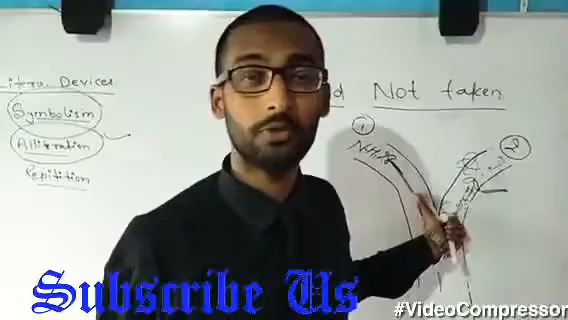 Devices
Symbolism
Alliteration
Repitition
Not taken
1
2
Subscribe Us
#VideoCompressor